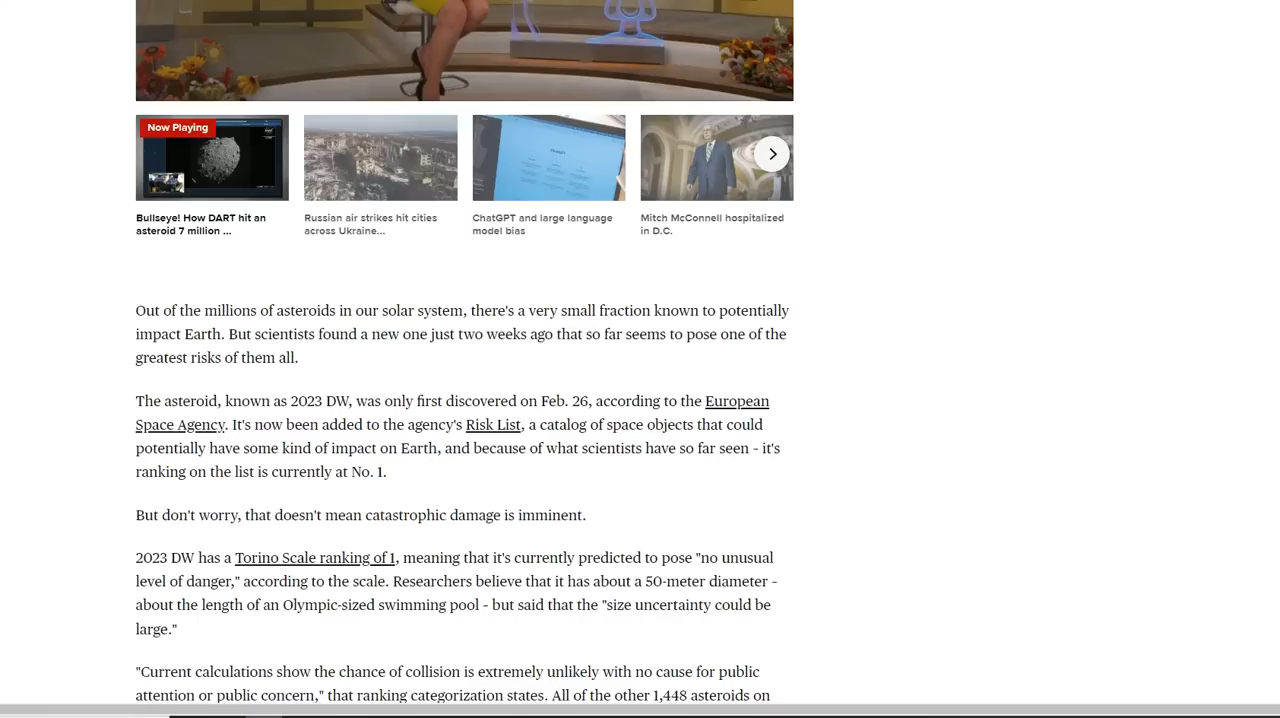 Now Playing
Bullseye! How DART hit an
asteroid 7 million ...
Russian air strikes hit cities
across Ukraine...
ChatGPT and large language
model bias
Mitch McConnell hospitalized
in D.C.
Out of the millions of asteroids in our solar system, there's a very small fraction known to potentially
impact Earth. But scientists found a new one just two weeks ago that so far seems to pose one of the
greatest risks of them all.
The asteroid, known as 2023 DW, was only first discovered on Feb. 26, according to the European
Space Agency. It's now been added to the agency's Risk List, a catalog of space objects that could
potentially have some kind of impact on Earth, and because of what scientists have so far seen – it's
ranking on the list is currently at No. 1.
But don't worry, that doesn't mean catastrophic damage is imminent.
2023 DW has a Torino Scale ranking of 1, meaning that it's currently predicted to pose "no unusual
level of danger," according to the scale. Researchers believe that it has about a 50-meter diameter –
about the length of an Olympic-sized swimming pool – but said that the "size uncertainty could be
large."
"Current calculations show the chance of collision is extremely unlikely with no cause for public
attention or public concern," that ranking categorization states. All of the other 1,448 asteroids on